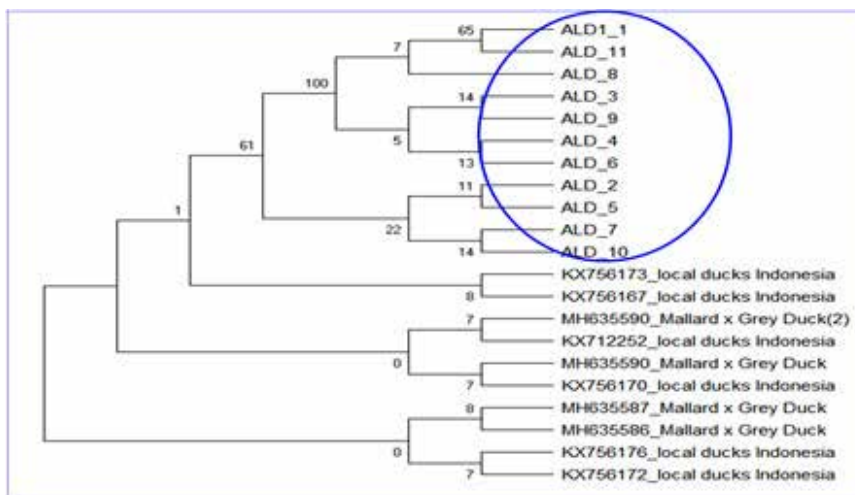 65
ALD1_1
7
ALD_11
ALD_8
100
14
ALD_3
ALD_9
5
ALD_4
61
13
ALD_6
11
ALD_2
1
ALD_5
22
ALD_7
14
ALD_10
KX756173_local ducks Indonesia
8
KX756167_local ducks Indonesia
7
MH635590_Mallard x Grey Duck(2)
KX712252_local ducks Indonesia
0
MH635590_Mallard x Grey Duck
7
KX756170_local ducks Indonesia
8
MH635587_Mallard x Grey Duck
MH635586_Mallard x Grey Duck
0
KX756176_local ducks Indonesia
7
KX756172_local ducks Indonesia